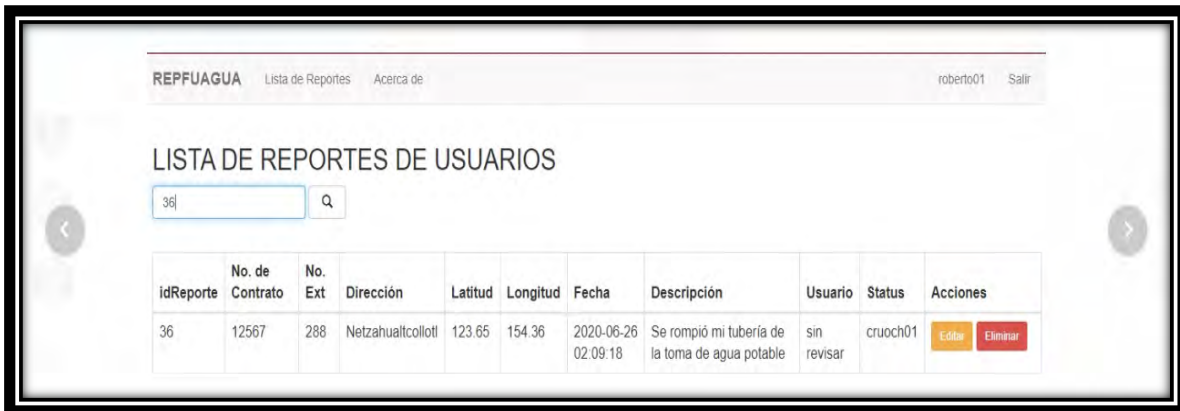 REPFUAGUA Lista de Reportes Acerca de roberto01 Salir
LISTA DE REPORTES DE USUARIOS
36
idReporte No. de Contrato No. Ext Dirección Latitud Longitud Fecha Descripción Usuario Status Acciones
36 12567 288 Netzahualtcollotl 123.65 154.36 2020-06-26 02:09:18 Se rompió mi tubería de la toma de agua potable sin revisar cruoch01 Editar Eliminar